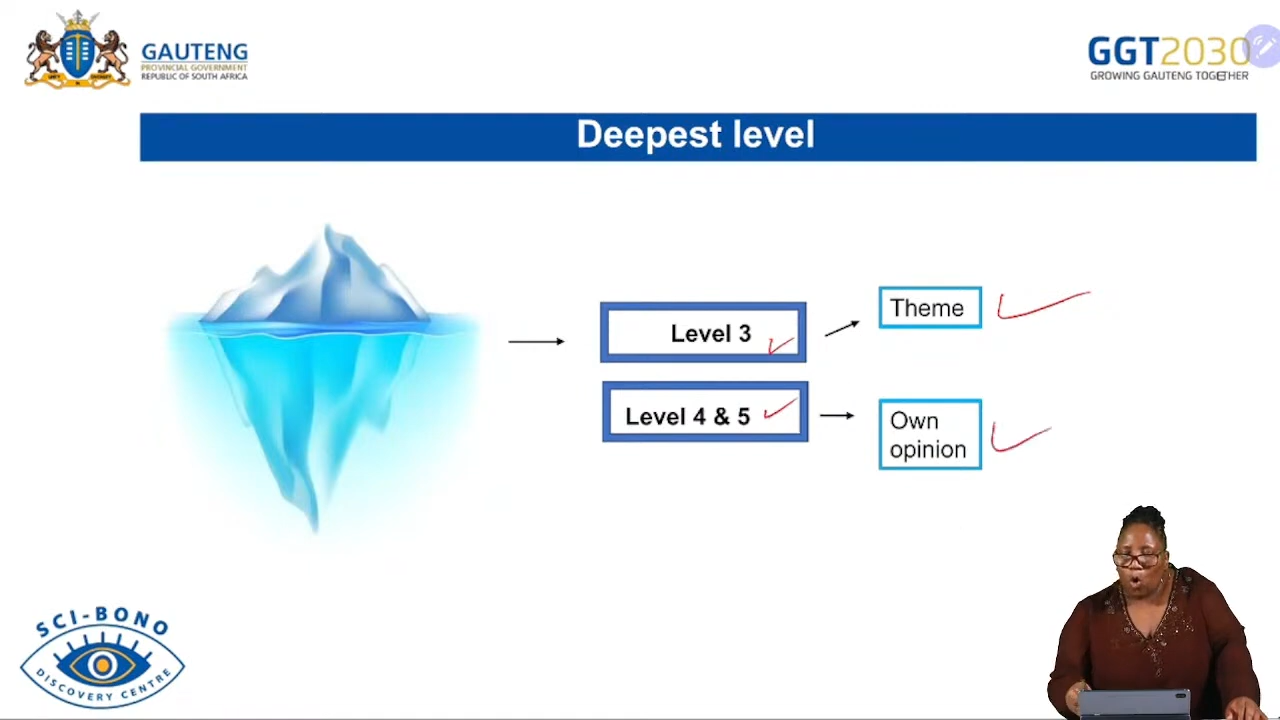 GAUTENG
PROVINCIAL GOVERNMENT
REPUBLIC OF SOUTH AFRICA
GGT2030
GROWING GAUTENG TOGETHER
Deepest level
Level 3
Theme
Level 4 & 5
Own
opinion
SCI-BONO
DISCOVERY CENTRE